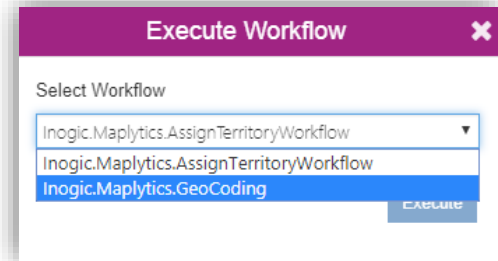 Execute Workflow ✖
Select Workflow
Inogic.Maplytics.AssignTerritoryWorkflow ▼
Inogic.Maplytics.AssignTerritoryWorkflow
Inogic.Maplytics.GeoCoding
Execute